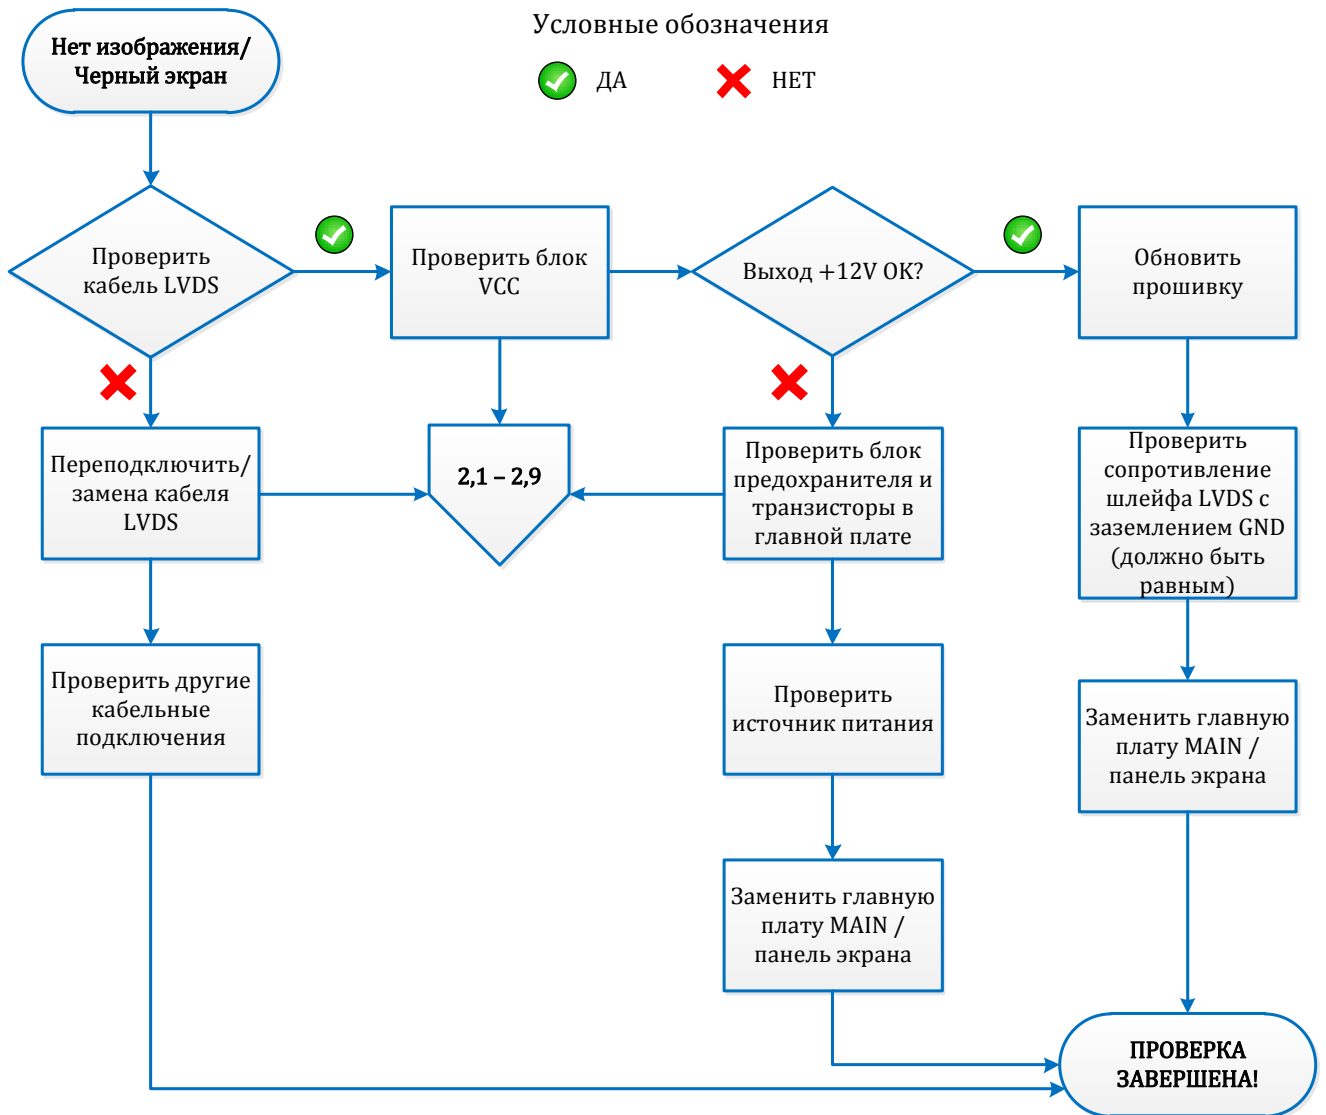 Условные обозначения
ДА
НЕТ
Нет изображения/
Черный экран
Проверить
кабель LVDS
Проверить блок
VCC
Выход +12V OK?
Обновить
прошивку
Переподключить/
замена кабеля
LVDS
2,1 – 2,9
Проверить блок
предохранителя и
транзисторы в
главной плате
Проверить
сопротивление
шлейфа LVDS с
заземлением GND
(должно быть
равным)
Проверить другие
кабельные
подключения
Проверить
источник питания
Заменить главную
плату MAIN /
панель экрана
Заменить главную
плату MAIN /
панель экрана
ПРОВЕРКА
ЗАВЕРШЕНА!